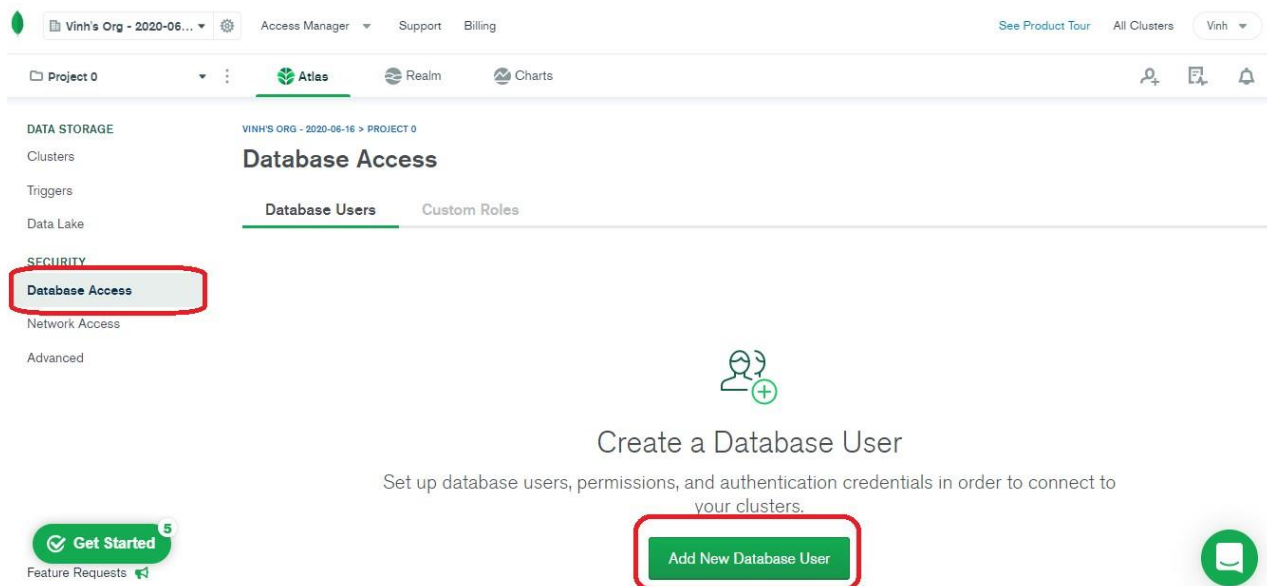 Vinh's Org - 2020-06...
Access Manager
Support
Billing
See Product Tour
All Clusters
Vinh
Project 0
Atlas
Realm
Charts
DATA STORAGE
Clusters
Triggers
Data Lake
SECURITY
Database Access
Network Access
Advanced
VINH'S ORG - 2020-06-16 > PROJECT 0
Database Access
Database Users
Custom Roles
Create a Database User
Set up database users, permissions, and authentication credentials in order to connect to
your clusters.
Add New Database User
Get Started
5
Feature Requests